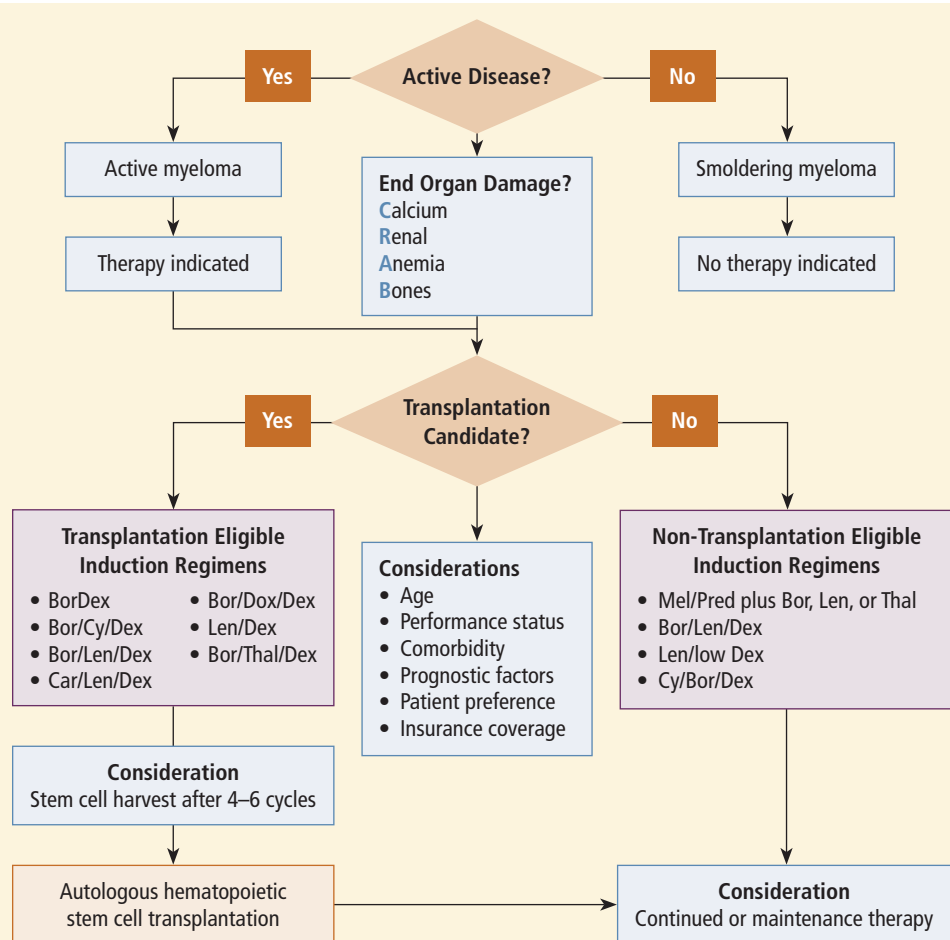 Active Disease?
Yes
No
Active myeloma
Therapy indicated
End Organ Damage?
Calcium
Renal
Anemia
Bones
Smoldering myeloma
No therapy indicated
Transplantation
Candidate?
Yes
No
Transplantation Eligible
Induction Regimens
• BorDex
• Bor/Cy/Dex
• Bor/Len/Dex
• Car/Len/Dex
• Bor/Dox/Dex
• Len/Dex
• Bor/Thal/Dex
Considerations
• Age
• Performance status
• Comorbidity
• Prognostic factors
• Patient preference
• Insurance coverage
Non-Transplantation Eligible
Induction Regimens
• Mel/Pred plus Bor, Len, or Thal
• Bor/Len/Dex
• Len/low Dex
• Cy/Bor/Dex
Consideration
Stem cell harvest after 4–6 cycles
Autologous hematopoietic
stem cell transplantation
Consideration
Continued or maintenance therapy